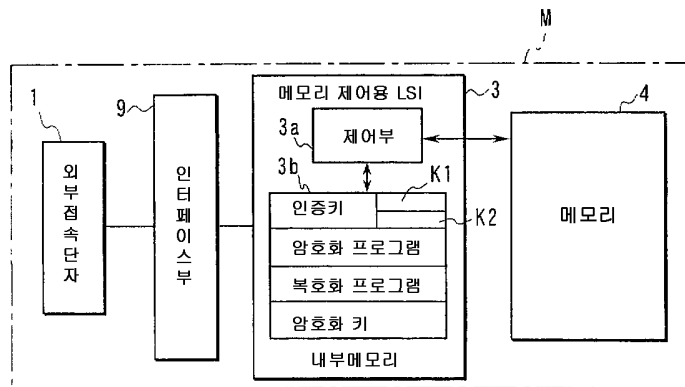 M
메모리 제어용 LSI
3
4
1
9
3a
제어부
3b
K1
인증키
K2
외부접속단자
인터페이스부
암호화 프로그램
메모리
복호화 프로그램
암호화 키
내부메모리